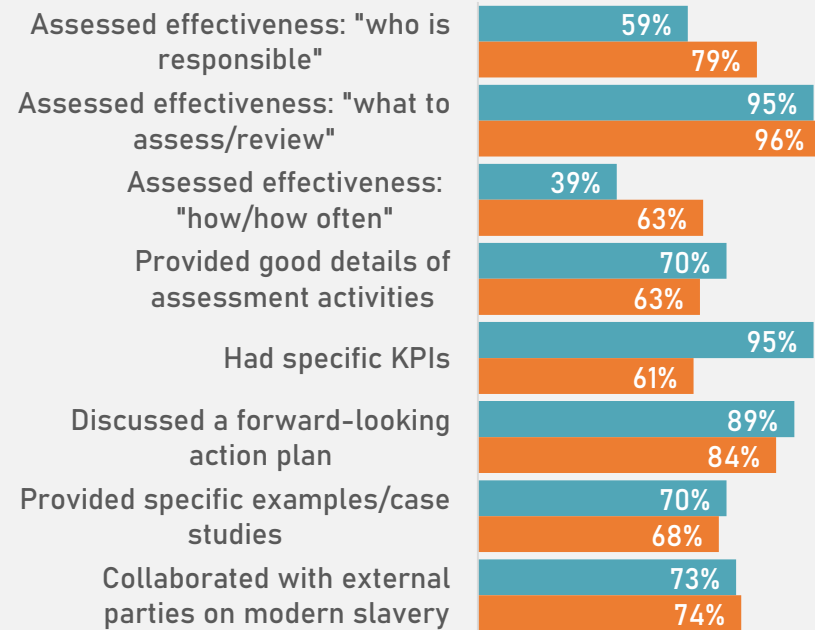 Assessed effectiveness: "who is
responsible"
59%
79%
Assessed effectiveness: "what to
assess/review"
95%
96%
Assessed effectiveness:
"how/how often"
39%
63%
Provided good details of
assessment activities
70%
63%
Had specific KPIs
95%
61%
Discussed a forward-looking
action plan
89%
84%
Provided specific examples/case
studies
70%
68%
Collaborated with external
parties on modern slavery
73%
74%